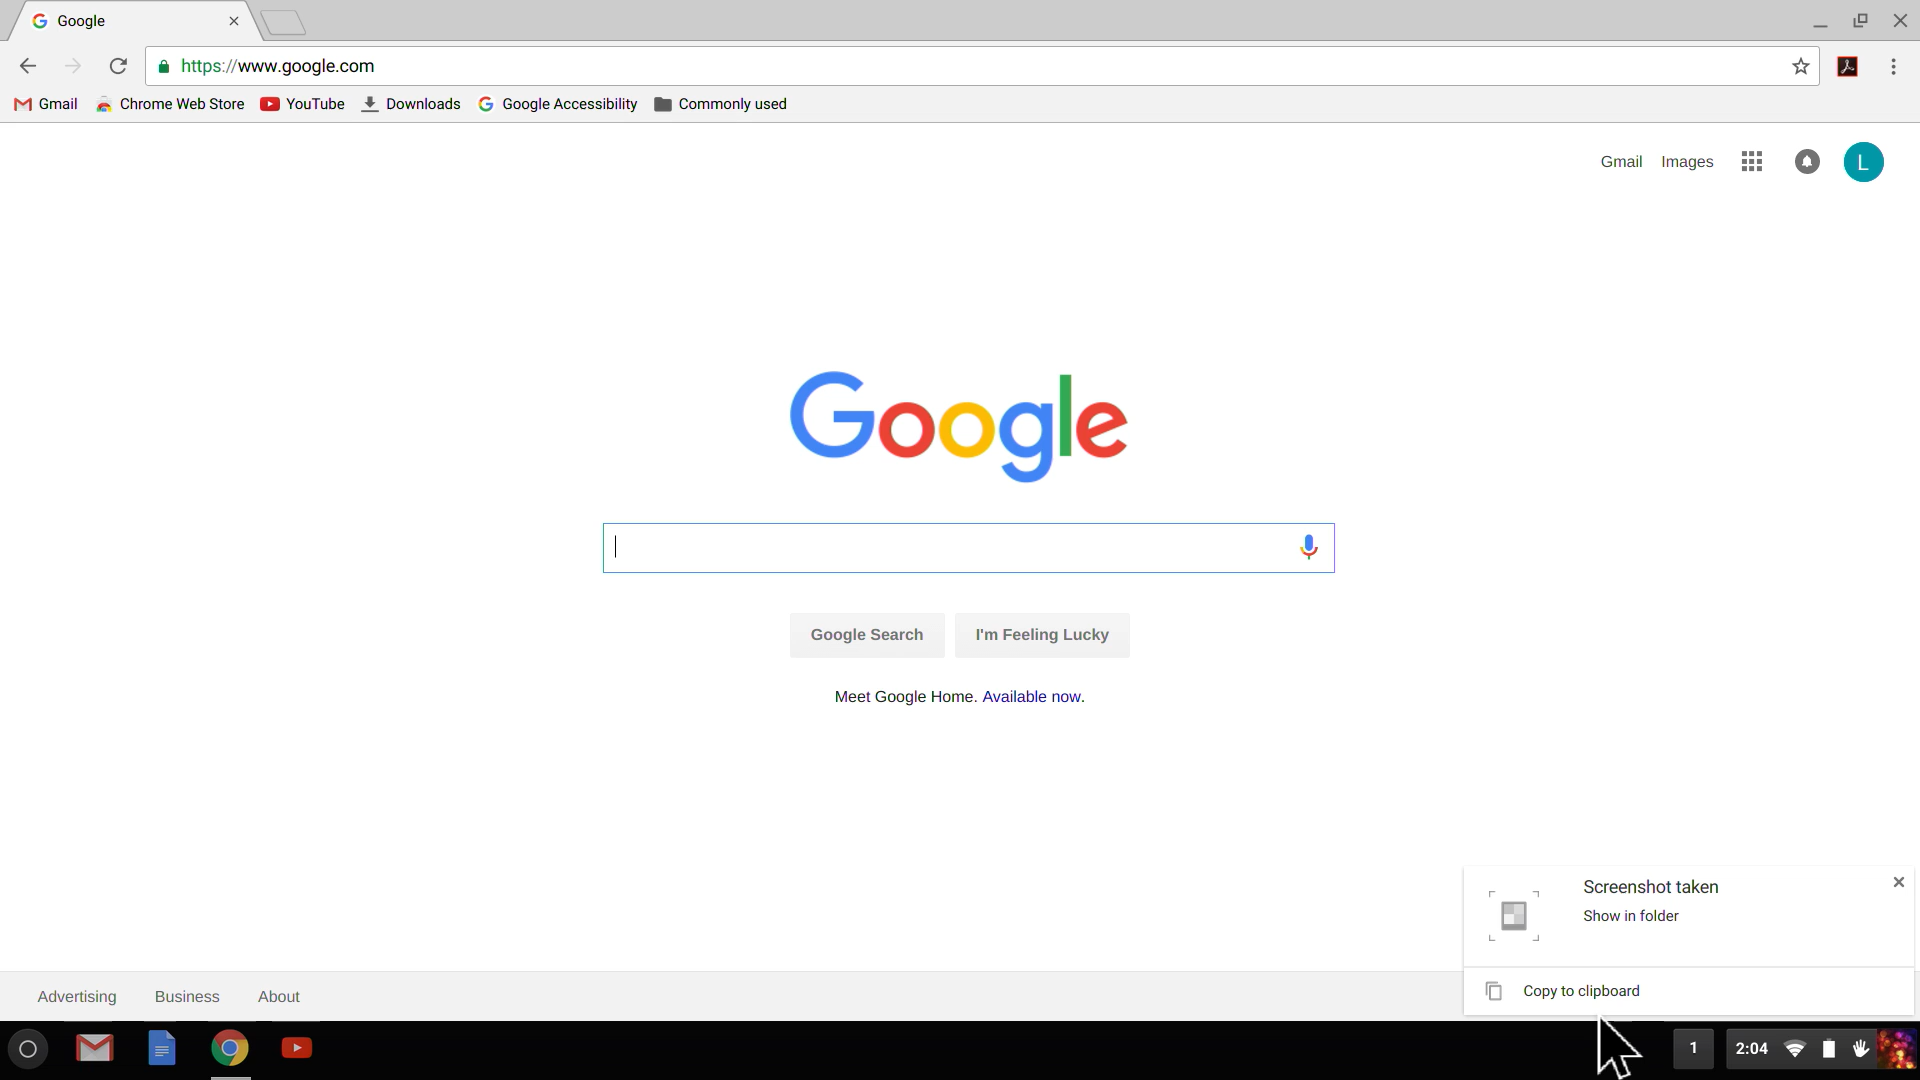 Google
https://www.google.com
Gmail Chrome Web Store YouTube Downloads Google Accessibility Commonly used
Gmail Images L
Google
Google Search I'm Feeling Lucky
Meet Google Home. Available now.
Screenshot taken
Show in folder
Copy to clipboard
Advertising Business About
1 2:04